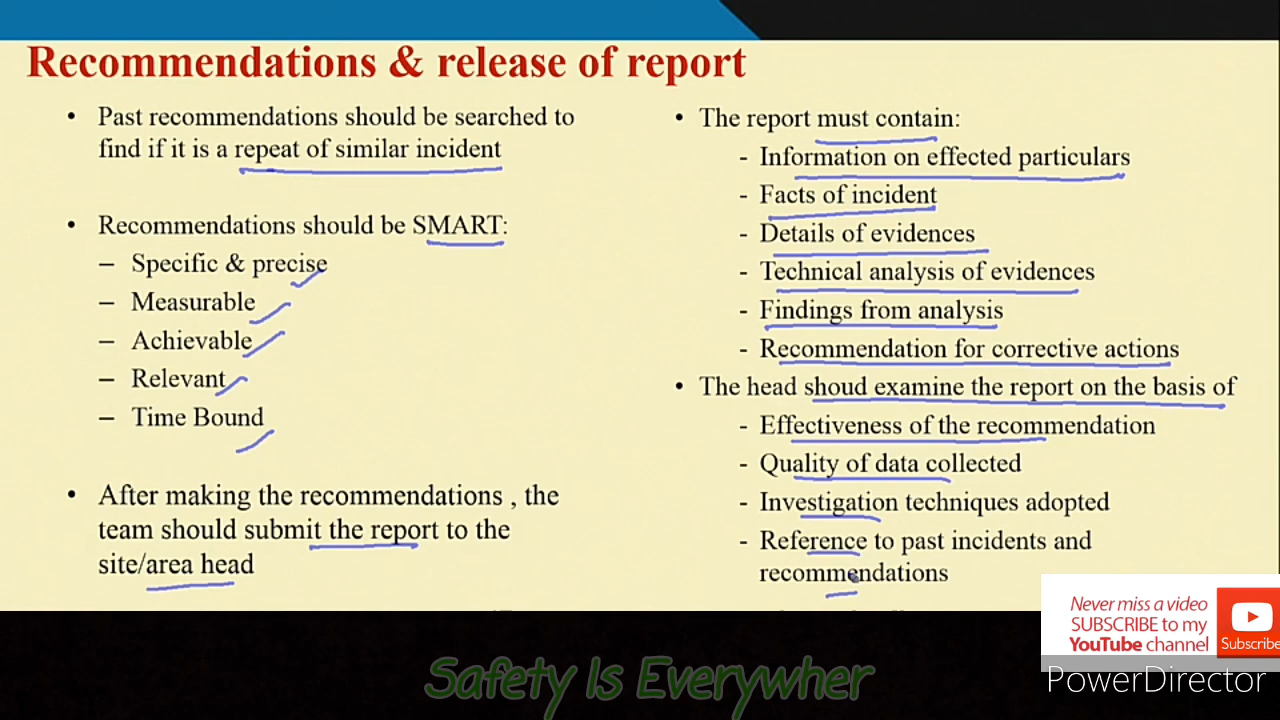 Recommendations & release of report
• Past recommendations should be searched to
find if it is a repeat of similar incident
• Recommendations should be SMART:
– Specific & precise
– Measurable
– Achievable
– Relevant
– Time Bound
• After making the recommendations , the
team should submit the report to the
site/area head
• The report must contain:
- Information on effected particulars
- Facts of incident
- Details of evidences
- Technical analysis of evidences
- Findings from analysis
- Recommendation for corrective actions
• The head shoud examine the report on the basis of
- Effectiveness of the recommendation
- Quality of data collected
- Investigation techniques adopted
- Reference to past incidents and
recommendations
Never miss a video
SUBSCRIBE to my
YouTube channel
Subscribe
PowerDirector
Safety Is Everywher